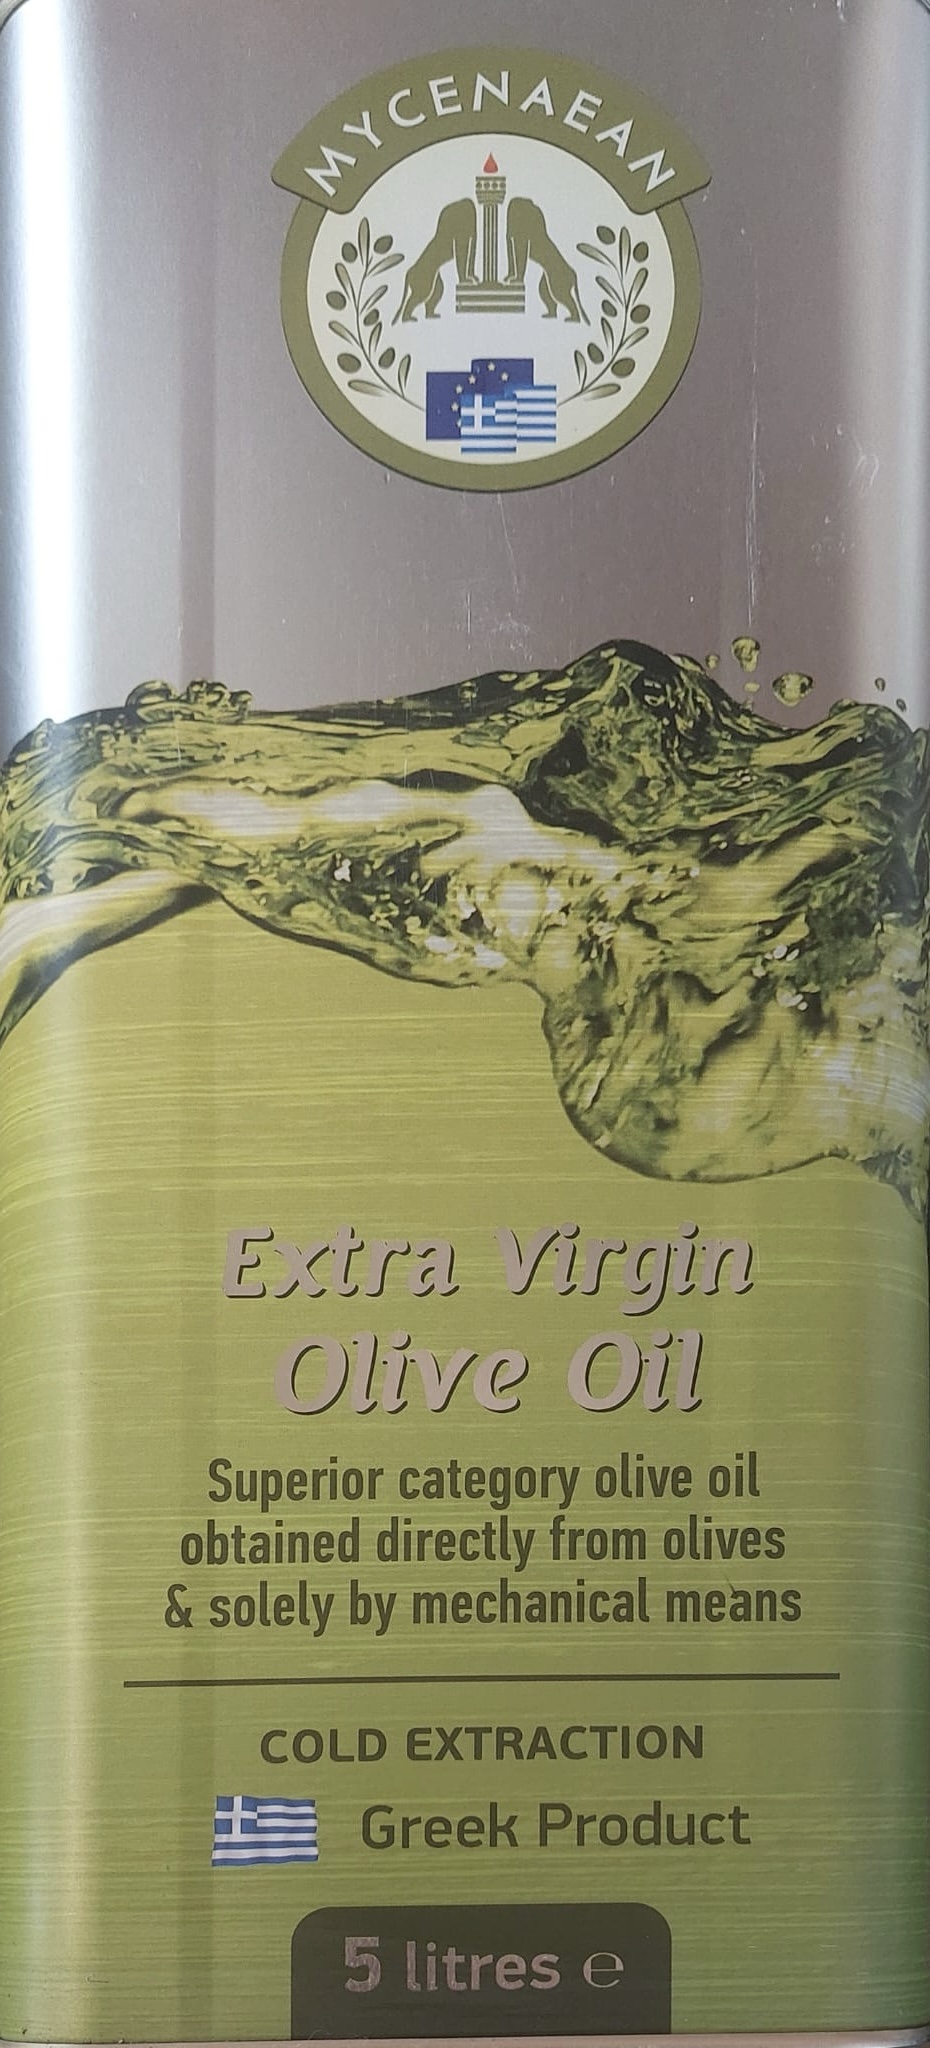 MYCENAEAN
Extra Virgin
Olive Oil
Superior category olive oil
obtained directly from olives
& solely by mechanical means
COLD EXTRACTION
Greek Product
5 litres ℮